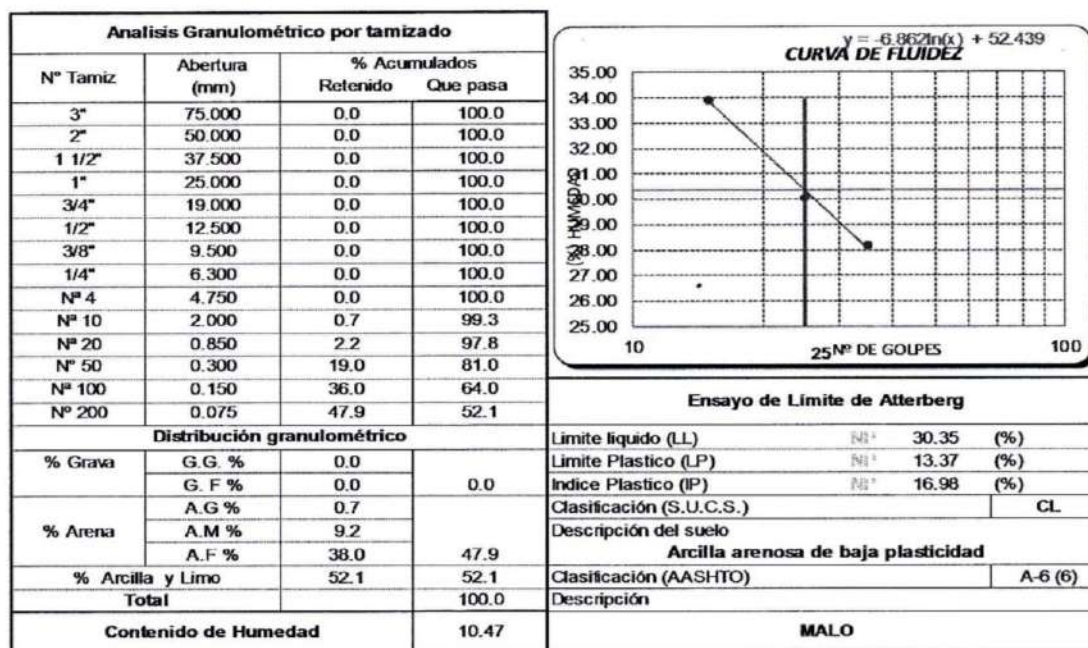 Analisis Granulométrico por tamizado
Nº Tamiz Abertura (mm) % Acumulados
Retenido Que pasa
3" 75.000 0.0 100.0
2" 50.000 0.0 100.0
1 1/2" 37.500 0.0 100.0
1" 25.000 0.0 100.0
3/4" 19.000 0.0 100.0
1/2" 12.500 0.0 100.0
3/8" 9.500 0.0 100.0
1/4" 6.300 0.0 100.0
Nª 4 4.750 0.0 100.0
Nª 10 2.000 0.7 99.3
Nª 20 0.850 2.2 97.8
Nº 50 0.300 19.0 81.0
Nª 100 0.150 36.0 64.0
Nº 200 0.075 47.9 52.1
Distribución granulométrico
% Grava G.G. % 0.0
G. F % 0.0 0.0
% Arena A.G % 0.7
A.M % 9.2
A.F % 38.0 47.9
% Arcilla y Limo 52.1 52.1
Total 100.0
Contenido de Humedad 10.47
y = -6.862ln(x) + 52.439
CURVA DE FLUIDEZ
35.00
34.00
33.00
32.00
31.00
30.00
29.00
28.00
27.00
26.00
25.00
(%) HUMEDAD
10 25 Nº DE GOLPES 100
Ensayo de Límite de Atterberg
Limite liquido (LL) 30.35 (%)
Limite Plastico (LP) 13.37 (%)
Indice Plastico (IP) 16.98 (%)
Clasificación (S.U.C.S.) CL
Descripción del suelo
Arcilla arenosa de baja plasticidad
Clasificación (AASHTO) A-6 (6)
Descripción
MALO